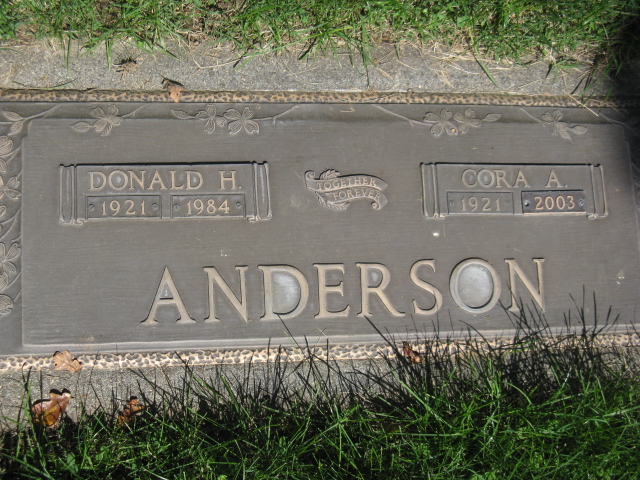 DONALD H.
1921 1984
TOGETHER
FOREVER
CORA A.
1921 2003
ANDERSON